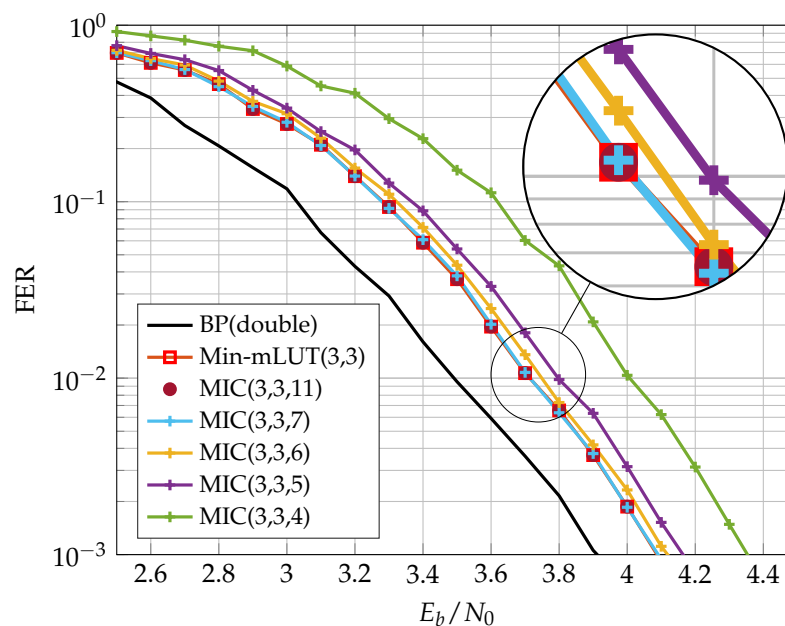 10^0
10^{-1}
10^{-2}
10^{-3}
FER
BP(double)
Min-mLUT(3,3)
MIC(3,3,11)
MIC(3,3,7)
MIC(3,3,6)
MIC(3,3,5)
MIC(3,3,4)
2.6 2.8 3 3.2 3.4 3.6 3.8 4 4.2 4.4
E_b/N_0